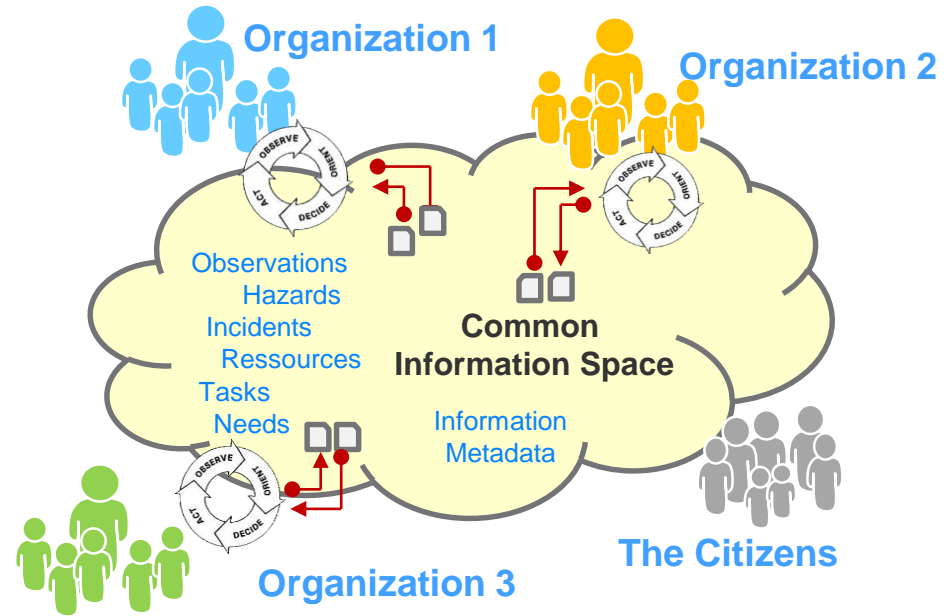 Organization 1
Organization 2
OBSERVE
ORIENT
DECIDE
ACT
OBSERVE
ORIENT
DECIDE
ACT
Observations
Hazards
Incidents
Ressources
Tasks
Needs
Common
Information Space
Information
Metadata
OBSERVE
ORIENT
DECIDE
ACT
The Citizens
Organization 3